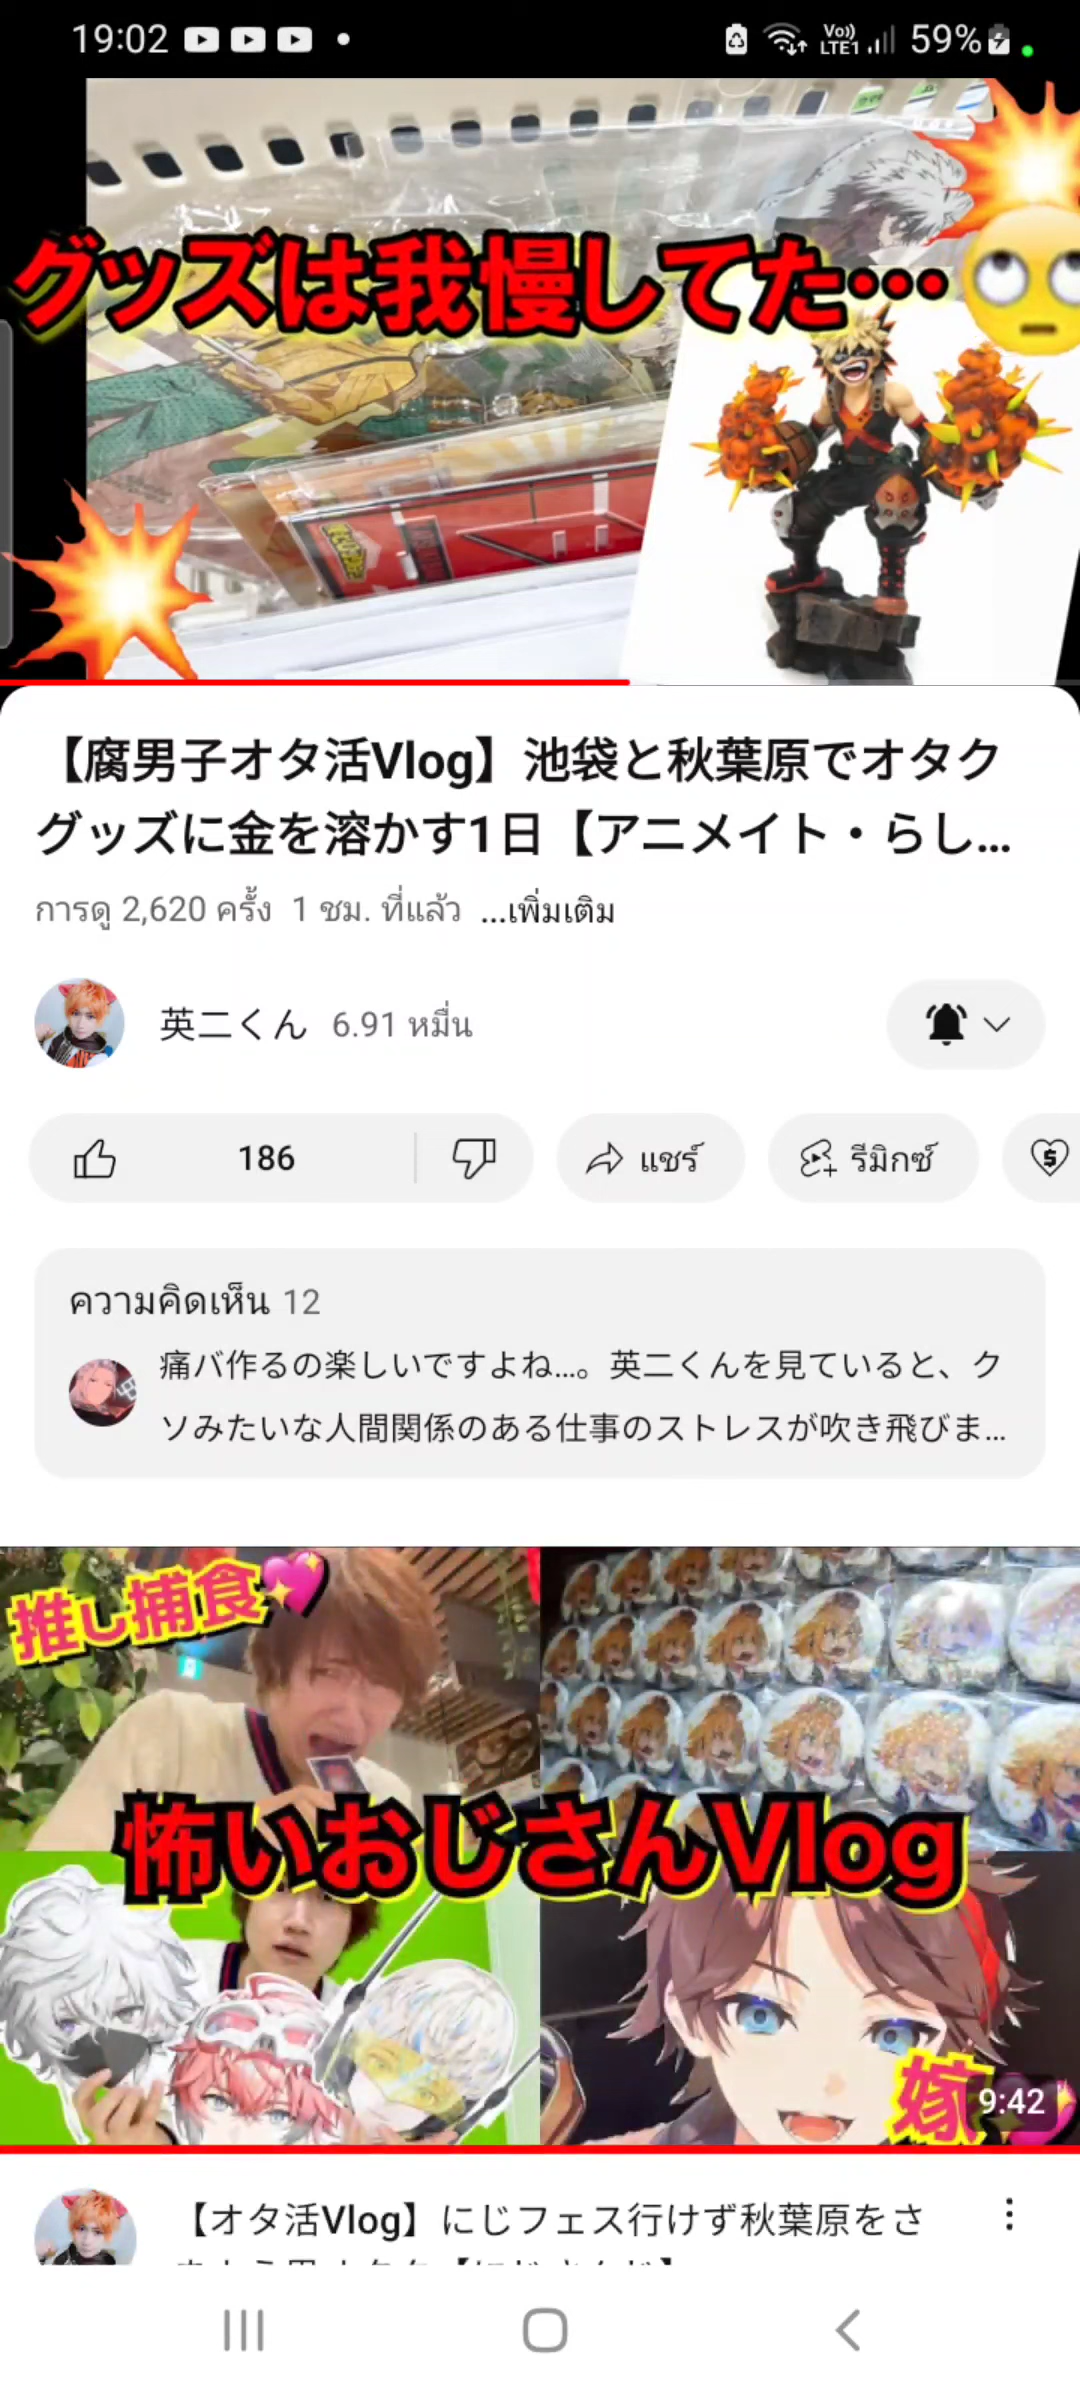 19:02
Vo))
LTE1
59%
グッズは我慢してた…
【腐男子オタ活Vlog】池袋と秋葉原でオタク
グッズに金を溶かす1日【アニメイト・らし...
การดู 2,620 ครั้ง 1 ชม. ที่แล้ว ...เพิ่มเติม
英二くん 6.91 หมื่น
186
แชร์
รีมิกซ์
ความคิดเห็น 12
痛バ作るの楽しいですよね...。英二くんを見ていると、ク
ソみたいな人間関係のある仕事のストレスが吹き飛びま...
推し捕食
怖いおじさんVlog
嫁
9:42
【オタ活Vlog】にじフェス行けず秋葉原をさ